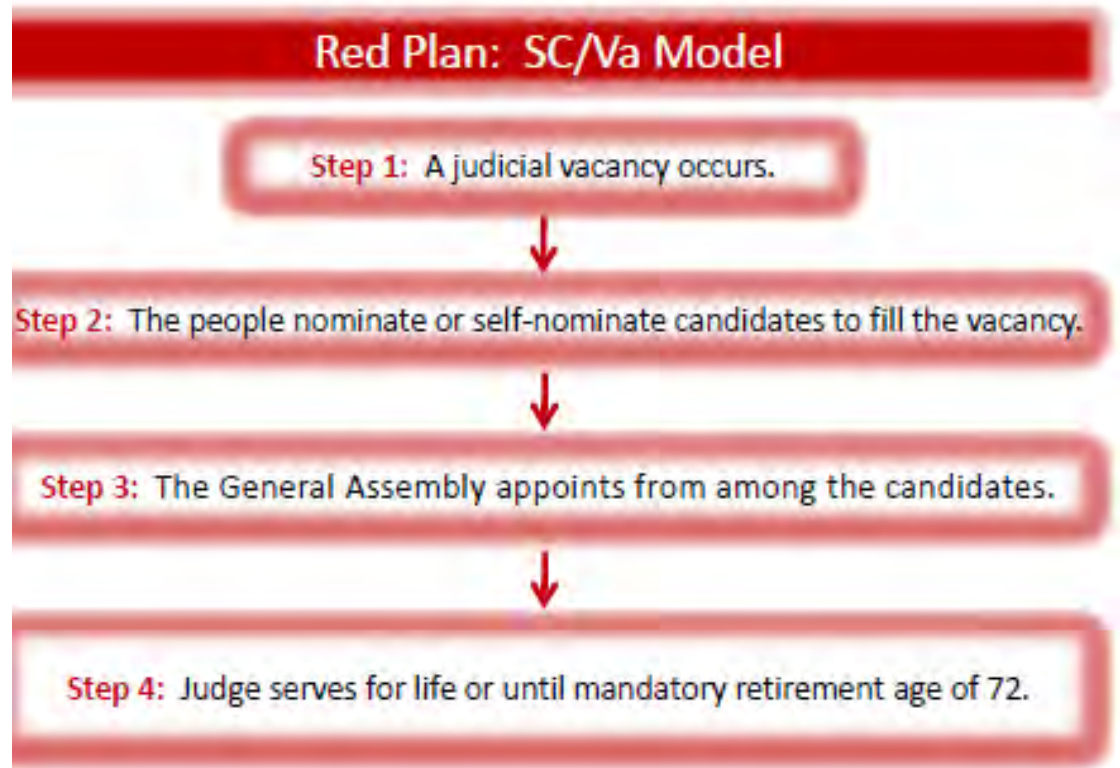 Red Plan: SC/Va Model
Step 1: A judicial vacancy occurs.
Step 2: The people nominate or self-nominate candidates to fill the vacancy.
Step 3: The General Assembly appoints from among the candidates.
Step 4: Judge serves for life or until mandatory retirement age of 72.